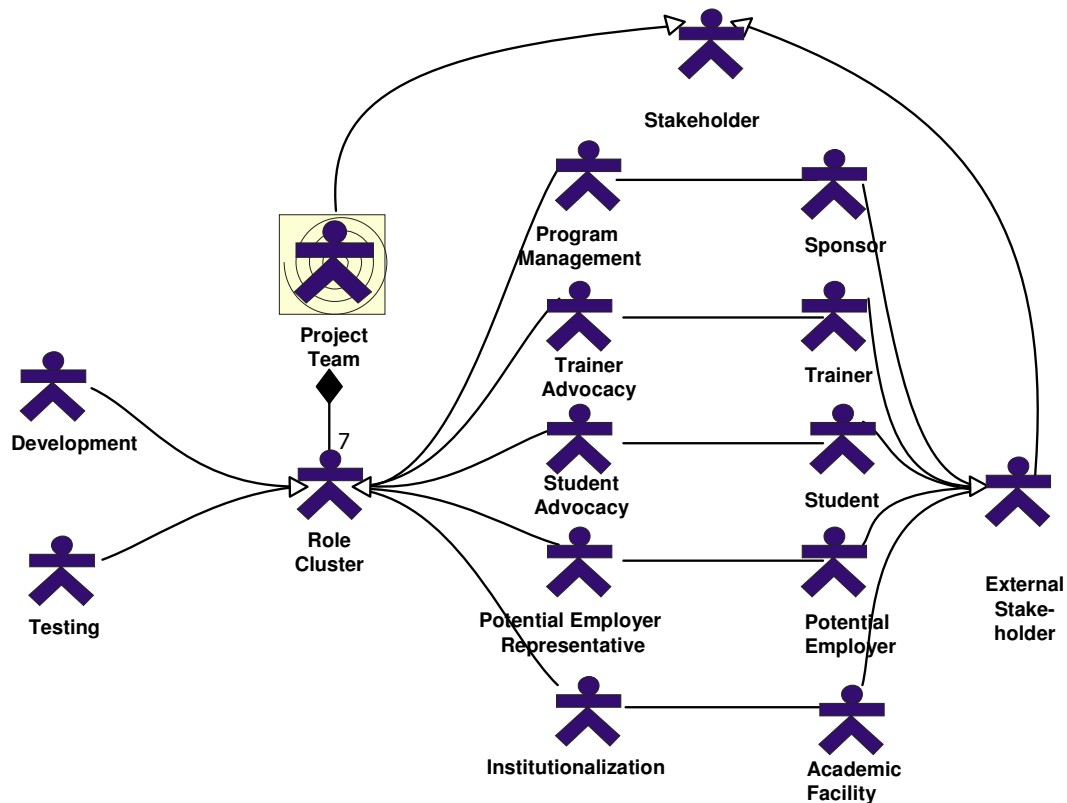 Stakeholder
Program
Management
Sponsor
Project
Team
Trainer
Advocacy
Trainer
Development
7
Student
Advocacy
Student
Role
Cluster
External
Stake-
holder
Testing
Potential Employer
Representative
Potential
Employer
Institutionalization
Academic
Facility